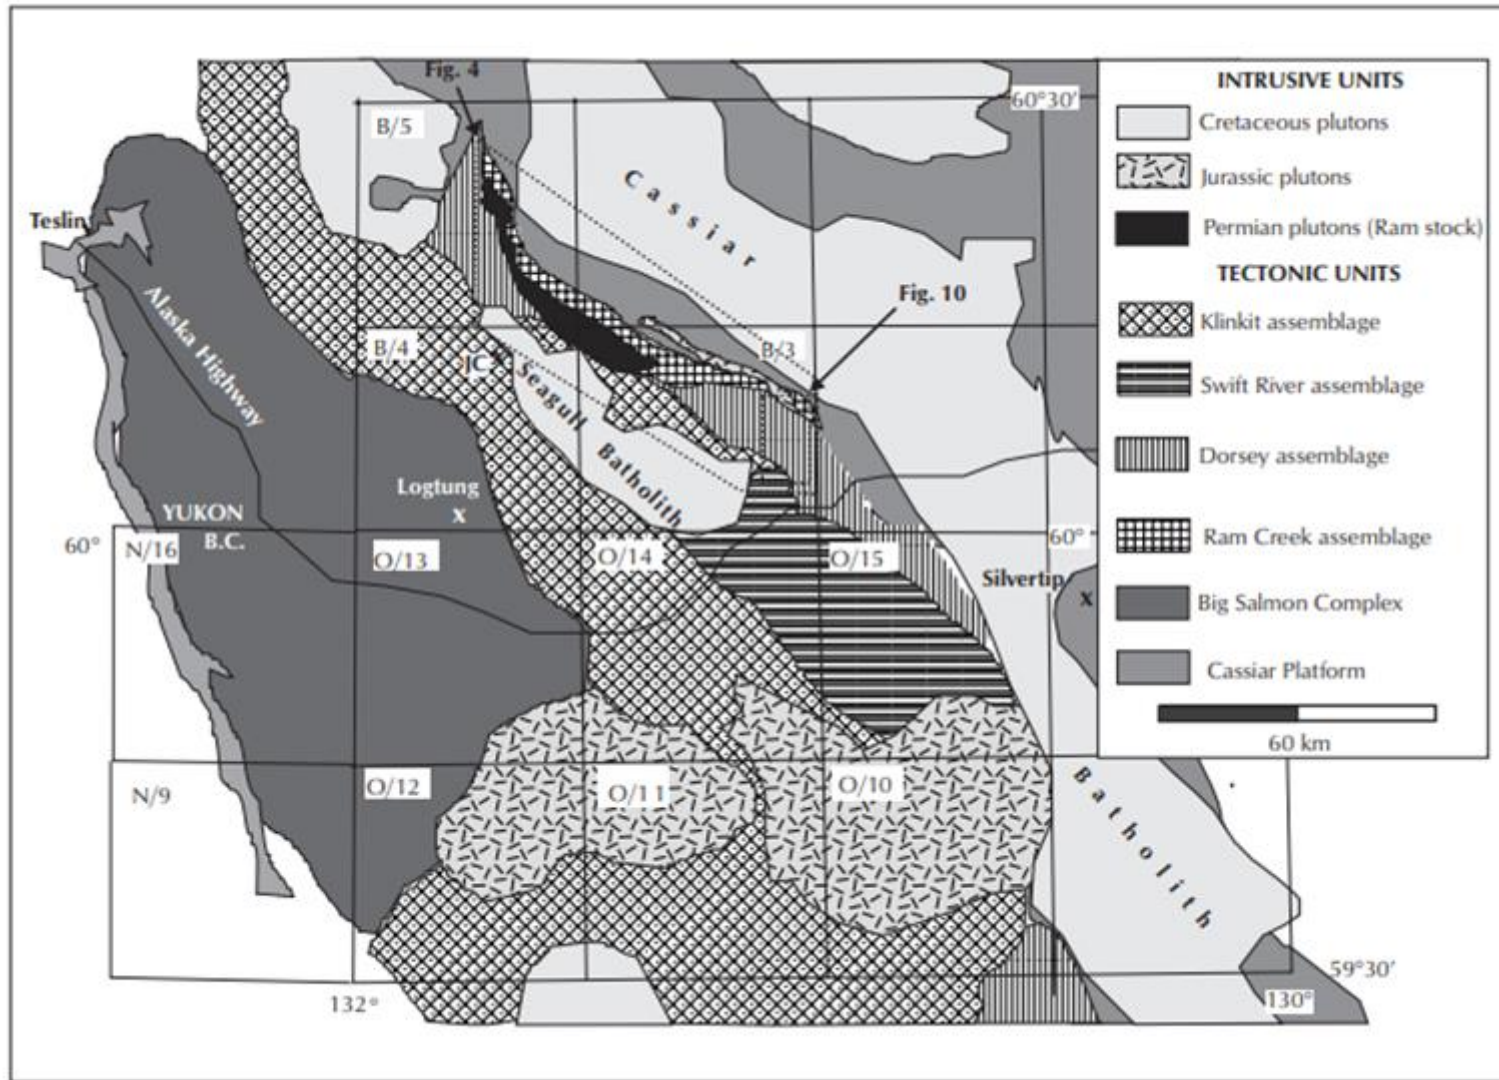 Fig. 4
60°30'
B/5
Cassiar
Teslin
Alaska Highway
Fig. 10
B/4
JC
B/3
Seagull
Batholith
Logtung
x
YUKON
B.C.
60°
N/16
O/13
O/14
O/15
60°
Silvertip
x
N/9
O/12
O/11
O/10
Batholith
132°
130°
59°30'
INTRUSIVE UNITS
Cretaceous plutons
Jurassic plutons
Permian plutons (Ram stock)
TECTONIC UNITS
Klinkit assemblage
Swift River assemblage
Dorsey assemblage
Ram Creek assemblage
Big Salmon Complex
Cassiar Platform
60 km